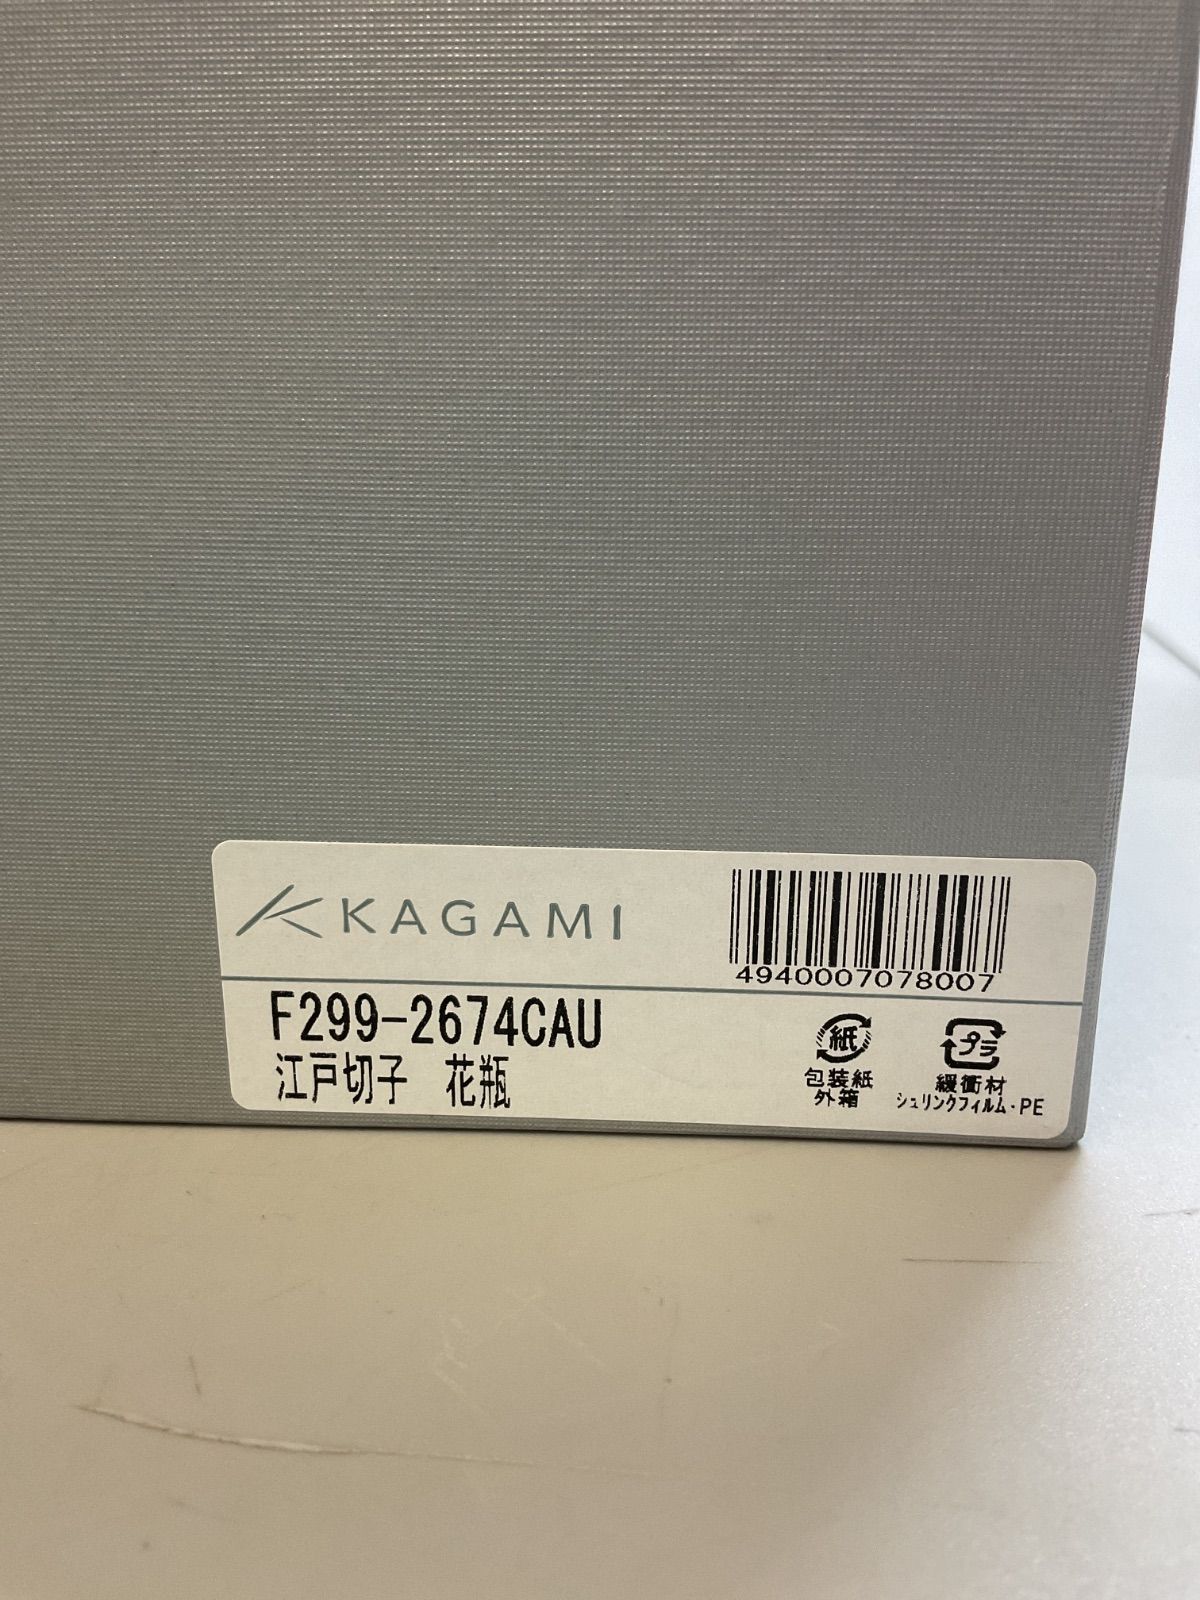 KAGAMI
4940007078007
F299-2674CAU
江戸切子 花瓶
紙
包装紙
外箱
プラ
緩衝材
シュリンクフィルム・PE